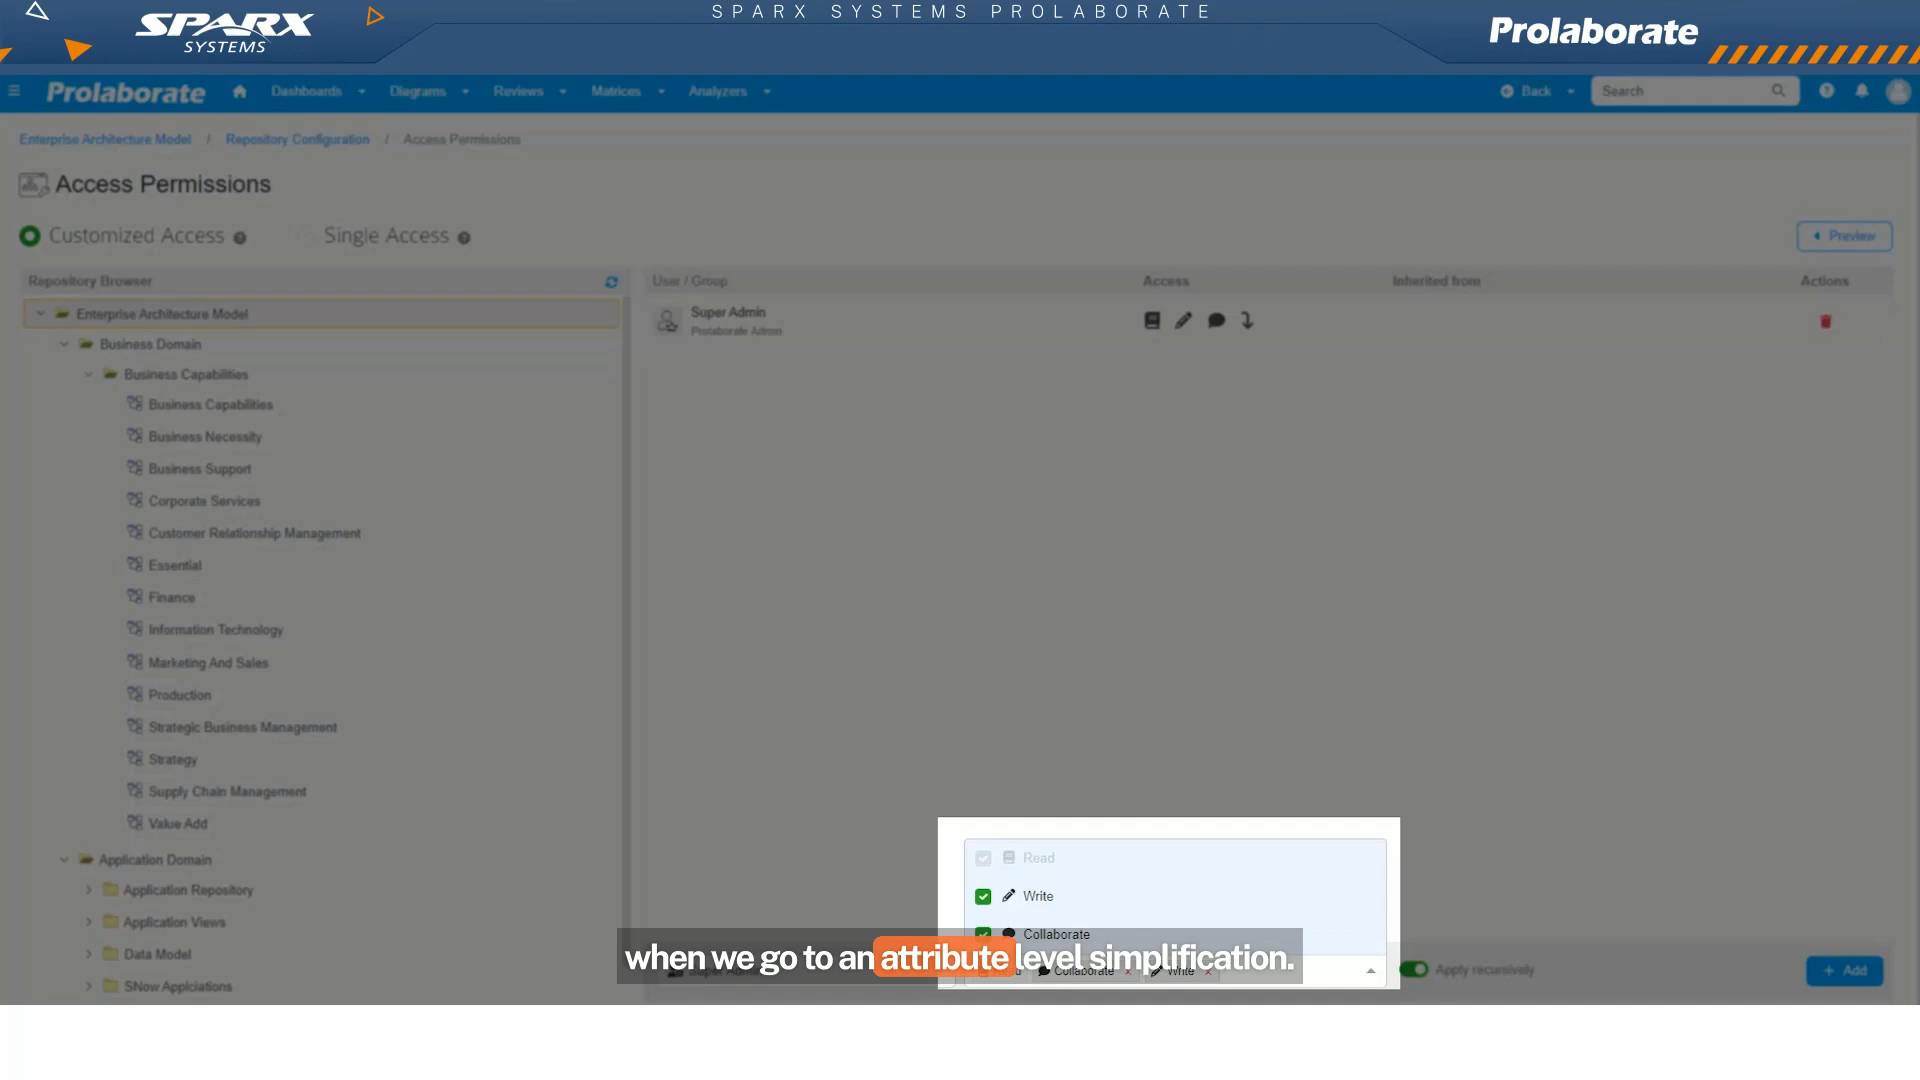 SPARX SYSTEMS PROLABORATE
SPARX
SYSTEMS
Prolaborate
Prolaborate
Dashboards
Diagrams
Reviews
Matrices
Analyzers
Back
Search
Enterprise Architecture Model / Repository Configuration / Access Permissions
Access Permissions
Customized Access
Single Access
Preview
Repository Browser
User / Group
Access
Inherited from
Actions
Enterprise Architecture Model
Super Admin
Prolaborate Admin
Business Domain
Business Capabilities
Business Capabilities
Business Necessity
Business Support
Corporate Services
Customer Relationship Management
Essential
Finance
Information Technology
Marketing And Sales
Production
Strategic Business Management
Strategy
Supply Chain Management
Value Add
Application Domain
Application Repository
Application Views
Data Model
SNow Applciations
Read
Write
Collaborate
when we go to an attribute level simplification.
Collaborate x
Write x
Apply recursively
+ Add